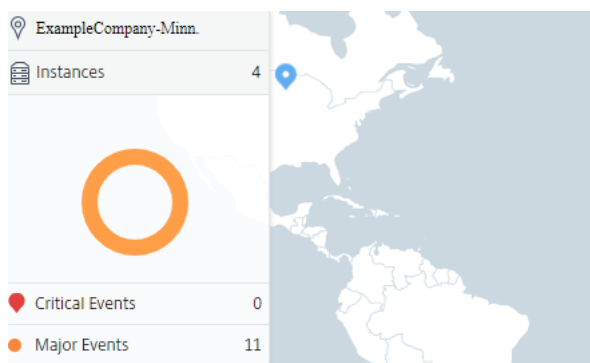 ExampleCompany-Minn.
Instances 4
Critical Events 0
Major Events 11